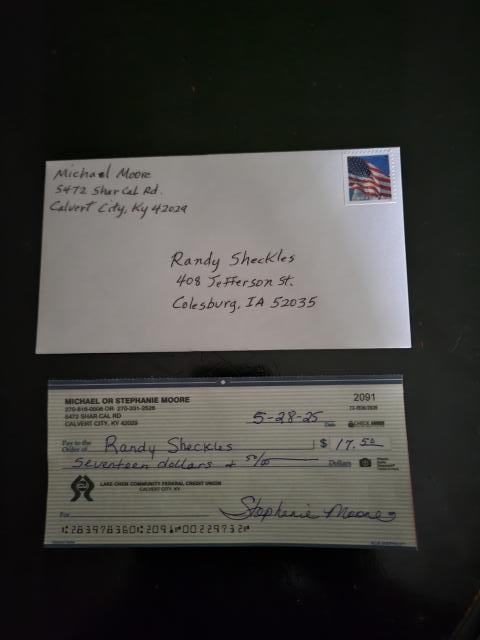 Michael Moore
5472 Shar Cal Rd.
Calvert City, Ky 42029
Randy Sheckles
408 Jefferson St.
Colesburg, IA 52035
MICHAEL OR STEPHANIE MOORE
2091
5472 SHAR CAL RD
CALVERT CITY, KY 42029
5-28-25 Date
Pay to the
Order of Randy Sheckles $ 17.50
Seventeen dollars + 50/00 Dollars
LAKE CHEM COMMUNITY FEDERAL CREDIT UNION
CALVERT CITY, KY
For Stephanie Moore